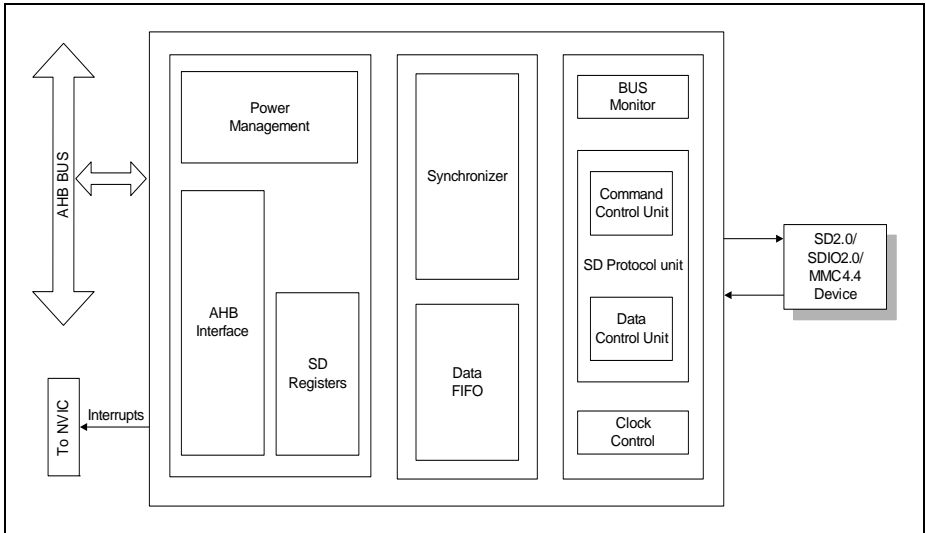 AHB BUS
To NVIC
Interrupts
Power
Management
AHB
Interface
SD
Registers
Synchronizer
Data
FIFO
BUS
Monitor
Command
Control Unit
SD Protocol unit
Data
Control Unit
Clock
Control
SD2.0/
SDIO2.0/
MMC4.4
Device